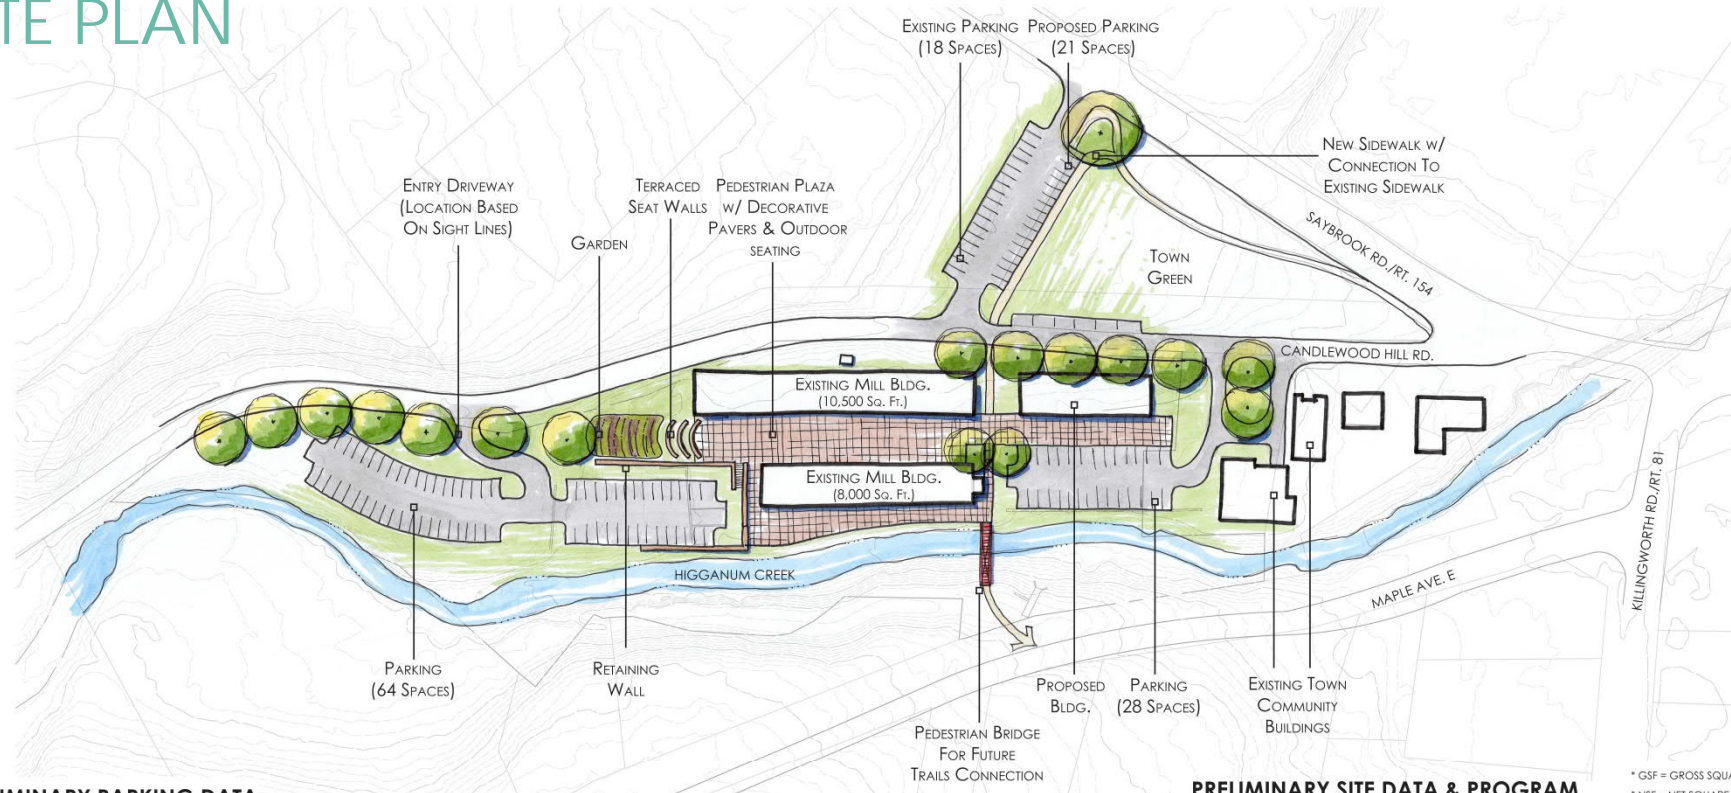 TE PLAN
EXISTING PARKING
(18 SPACES)
PROPOSED PARKING
(21 SPACES)
NEW SIDEWALK W/
CONNECTION TO
EXISTING SIDEWALK
ENTRY DRIVEWAY
(LOCATION BASED
ON SIGHT LINES)
GARDEN
TERRACED
SEAT WALLS
PEDESTRIAN PLAZA
W/ DECORATIVE
PAVERS & OUTDOOR
SEATING
TOWN
GREEN
SAYBROOK RD./RT. 154
CANDLEWOOD HILL RD.
EXISTING MILL BLDG.
(10,500 SQ. FT.)
EXISTING MILL BLDG.
(8,000 SQ. FT.)
HIGGANUM CREEK
MAPLE AVE. E
KILLINGWORTH RD./RT. 81
PARKING
(64 SPACES)
RETAINING
WALL
PEDESTRIAN BRIDGE
FOR FUTURE
TRAILS CONNECTION
PROPOSED
BLDG.
PARKING
(28 SPACES)
EXISTING TOWN
COMMUNITY
BUILDINGS
IMINARY PARKING DATA
PRELIMINARY SITE DATA & PROGRAM
* GSF = GROSS SQUA